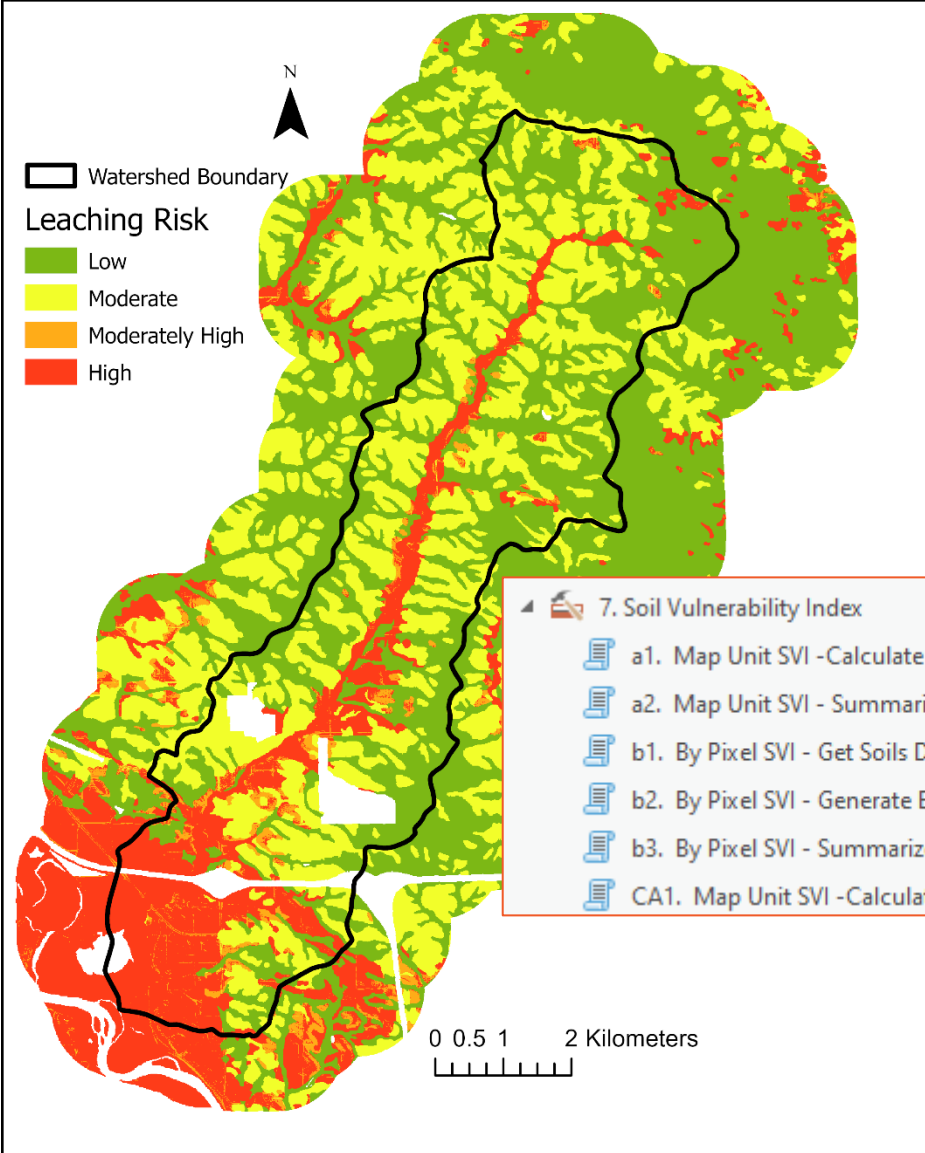 N
Watershed Boundary
Leaching Risk
Low
Moderate
Moderately High
High
7. Soil Vulnerability Index
a1. Map Unit SVI -Calculate
a2. Map Unit SVI - Summari
b1. By Pixel SVI - Get Soils D
b2. By Pixel SVI - Generate E
b3. By Pixel SVI - Summariz
CA1. Map Unit SVI -Calcula
0 0.5 1 2 Kilometers